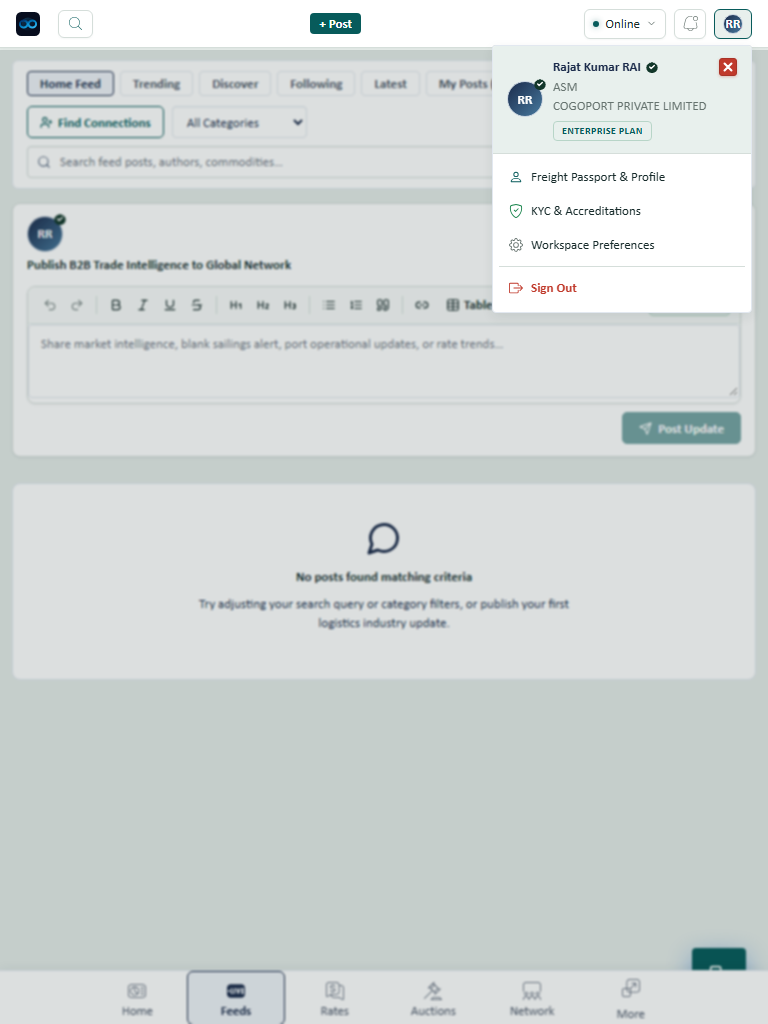 + Post
Online
RR
Rajat Kumar RAI
ASM
COGOPORT PRIVATE LIMITED
RR
ENTERPRISE PLAN
Freight Passport & Profile
KYC & Accreditations
Workspace Preferences
Sign Out
Home Feed
Trending
Discover
Following
Latest
My Posts
Find Connections
All Categories
Search feed posts, authors, commodities...
RR
Publish B2B Trade Intelligence to Global Network
B I U S H1 H2 H3 Table
Share market intelligence, blank sailings alert, port operational updates, or rate trends...
Post Update
No posts found matching criteria
Try adjusting your search query or category filters, or publish your first
logistics industry update.
Home
Feeds
Rates
Auctions
Network
More